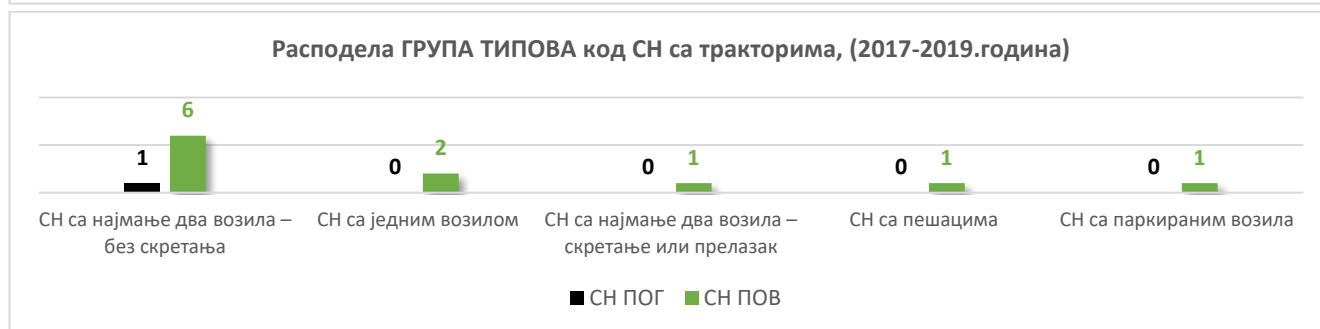 Расподела ГРУПА ТИПОВА код СН са тракторима, (2017-2019.година)
1
6
0
2
0
1
0
1
0
1
СН са најмање два возила –
без скретања
СН са једним возилом
СН са најмање два возила –
скретање или прелазак
СН са пешацима
СН са паркираним возила
СН ПОГ
СН ПОВ